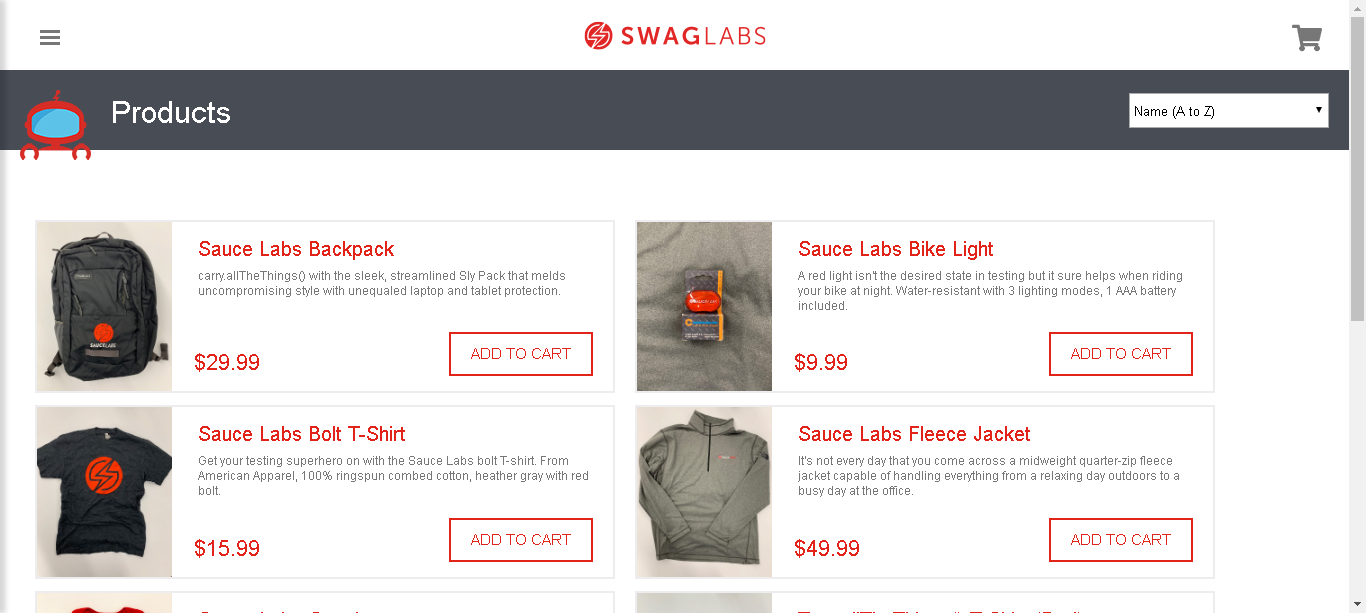 SWAGLABS
Products
Name (A to Z)
Sauce Labs Backpack
carry.allTheThings() with the sleek, streamlined Sly Pack that melds
uncompromising style with unequaled laptop and tablet protection.
$29.99
ADD TO CART
SAUCELABS
Sauce Labs Bike Light
A red light isn't the desired state in testing but it sure helps when riding
your bike at night. Water-resistant with 3 lighting modes, 1 AAA battery
included.
$9.99
ADD TO CART
Sauce Labs Bolt T-Shirt
Get your testing superhero on with the Sauce Labs bolt T-shirt. From
American Apparel, 100% ringspun combed cotton, heather gray with red
bolt.
$15.99
ADD TO CART
Sauce Labs Fleece Jacket
It's not every day that you come across a midweight quarter-zip fleece
jacket capable of handling everything from a relaxing day outdoors to a
busy day at the office.
$49.99
ADD TO CART